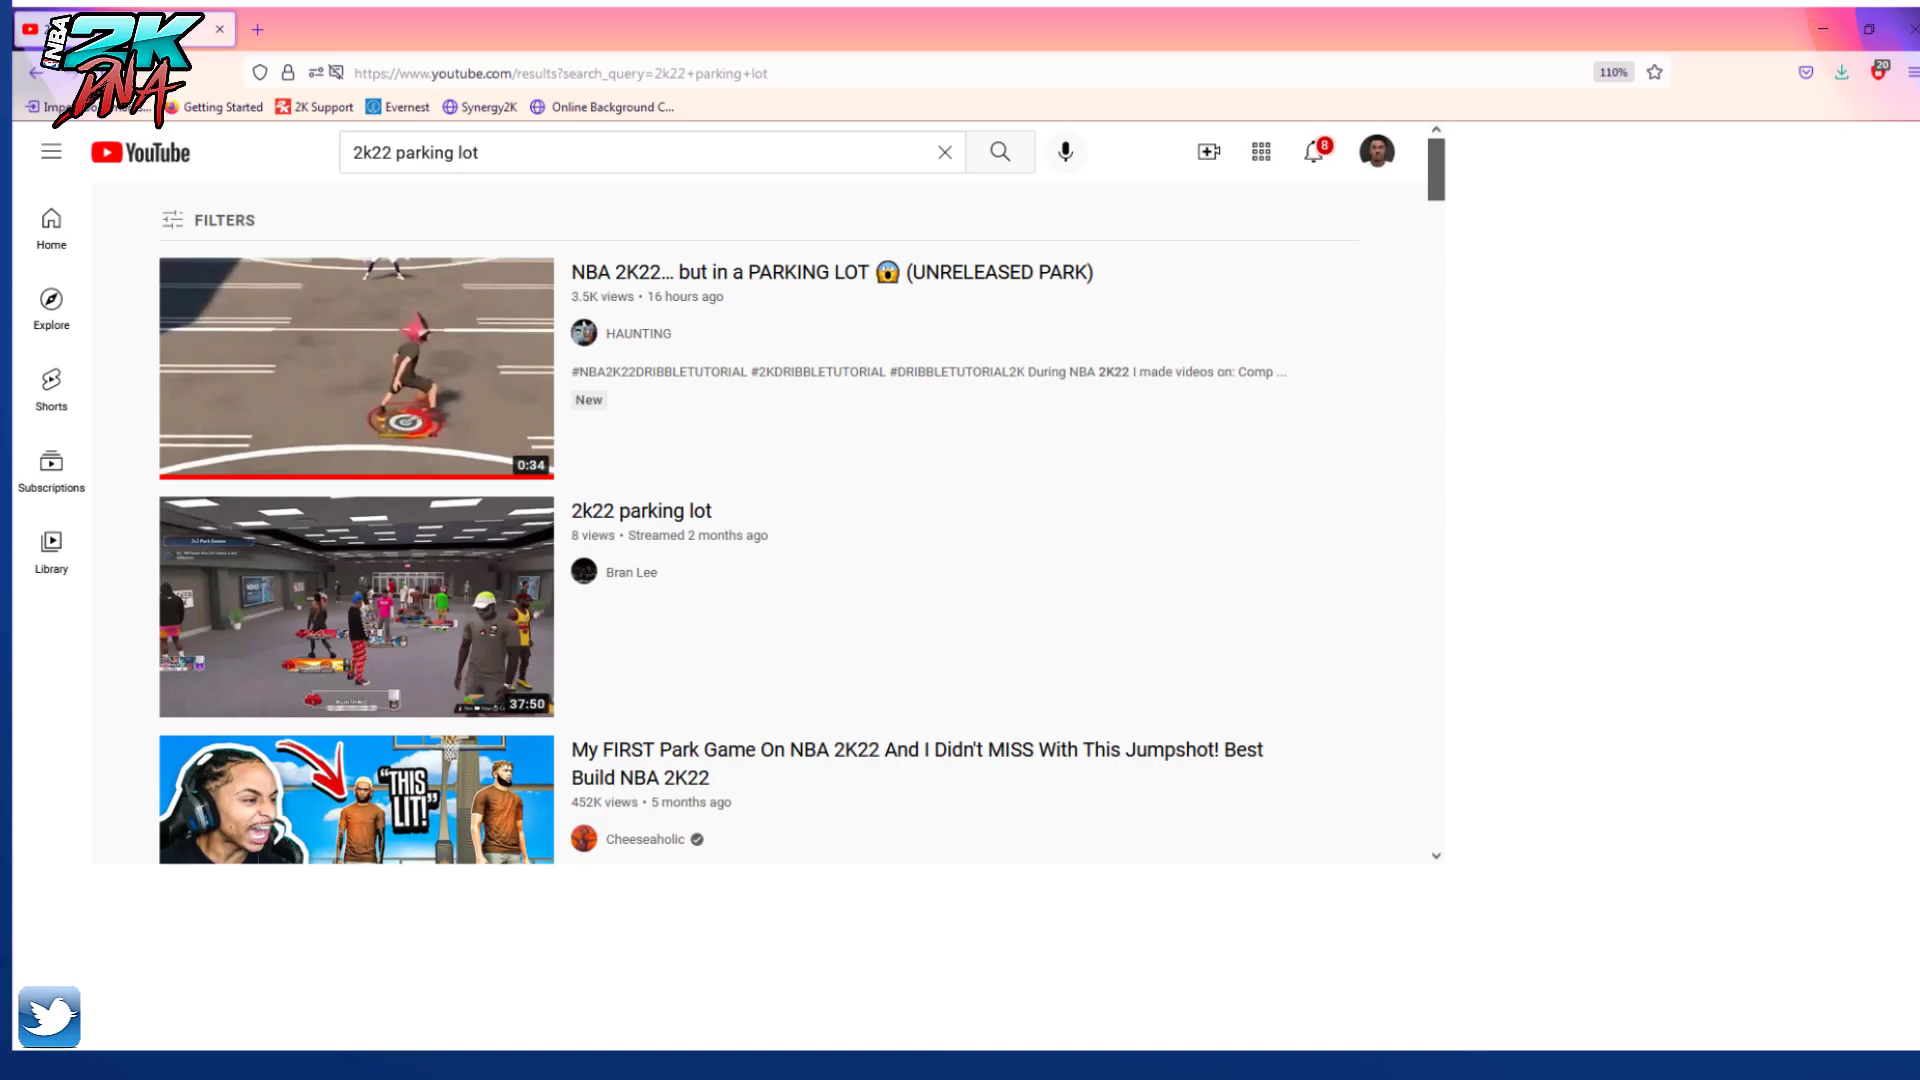 NBA 2K
DNA
https://www.youtube.com/results?search_query=2k22+parking+lot
110%
20
Getting Started
2K Support
Evernest
Synergy2K
Online Background C...
YouTube
2k22 parking lot
8
FILTERS
Home
Explore
Shorts
Subscriptions
Library
NBA 2K22... but in a PARKING LOT 😱 (UNRELEASED PARK)
3.5K views • 16 hours ago
HAUNTING
#NBA2K22DRIBBLETUTORIAL #2KDRIBBLETUTORIAL #DRIBBLETUTORIAL2K During NBA 2K22 I made videos on: Comp ...
New
0:34
2k22 parking lot
8 views • Streamed 2 months ago
Bran Lee
37:50
My FIRST Park Game On NBA 2K22 And I Didn't MISS With This Jumpshot! Best
Build NBA 2K22
452K views • 5 months ago
Cheeseaholic
"THIS
LIT!"